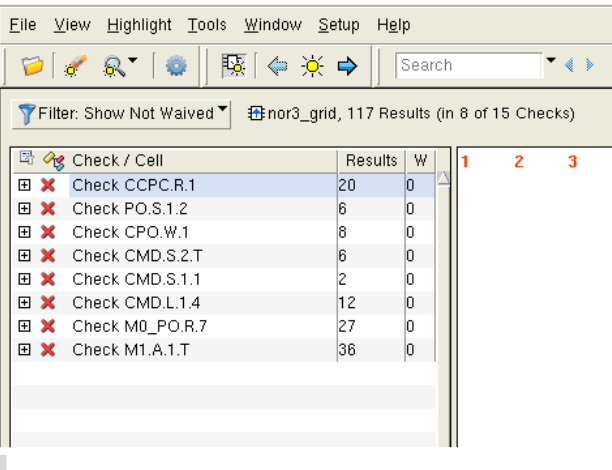 File View Highlight Tools Window Setup Help
Search
Filter: Show Not Waived nor3_grid, 117 Results (in 8 of 15 Checks)
Check / Cell Results W 1 2 3
Check CCPC.R.1 20 0
Check PO.S.1.2 6 0
Check CPO.W.1 8 0
Check CMD.S.2.T 6 0
Check CMD.S.1.1 2 0
Check CMD.L.1.4 12 0
Check M0_PO.R.7 27 0
Check M1.A.1.T 36 0